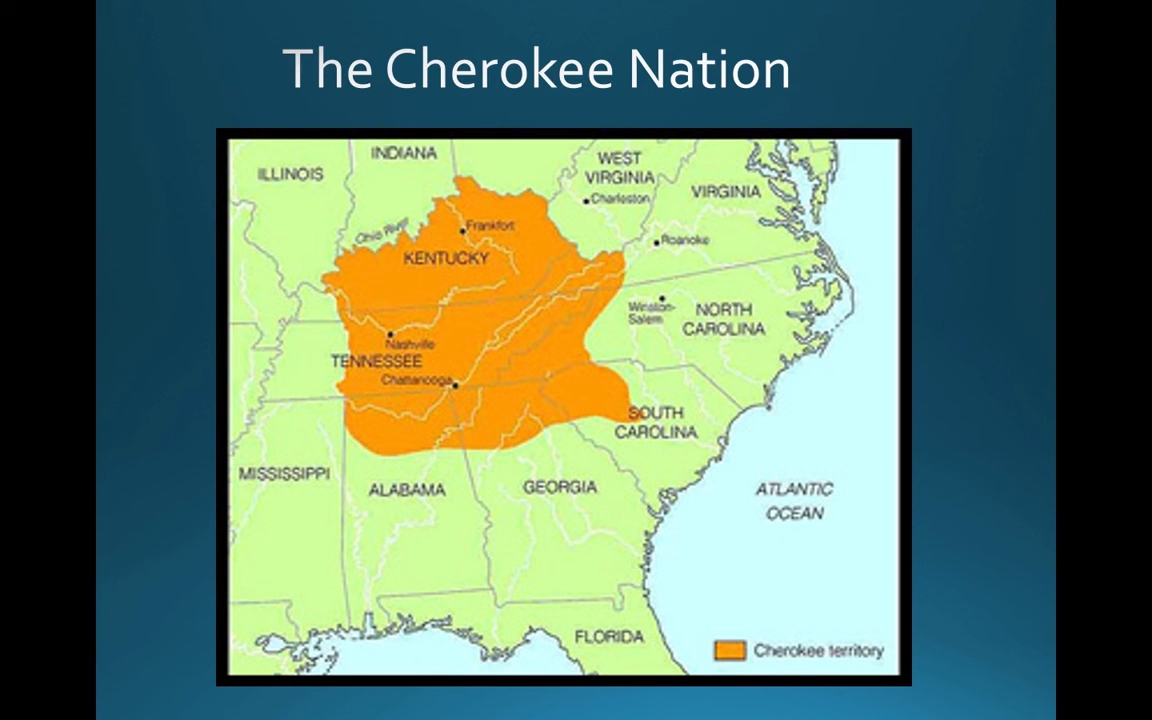 The Cherokee Nation
INDIANA
ILLINOIS
WEST
VIRGINIA
VIRGINIA
Charleston
Ohio River
Frankfort
Roanoke
KENTUCKY
Winston-
Salem
NORTH
CAROLINA
Nashville
TENNESSEE
Chattanooga
SOUTH
CAROLINA
MISSISSIPPI
ALABAMA
GEORGIA
ATLANTIC
OCEAN
FLORIDA
Cherokee territory